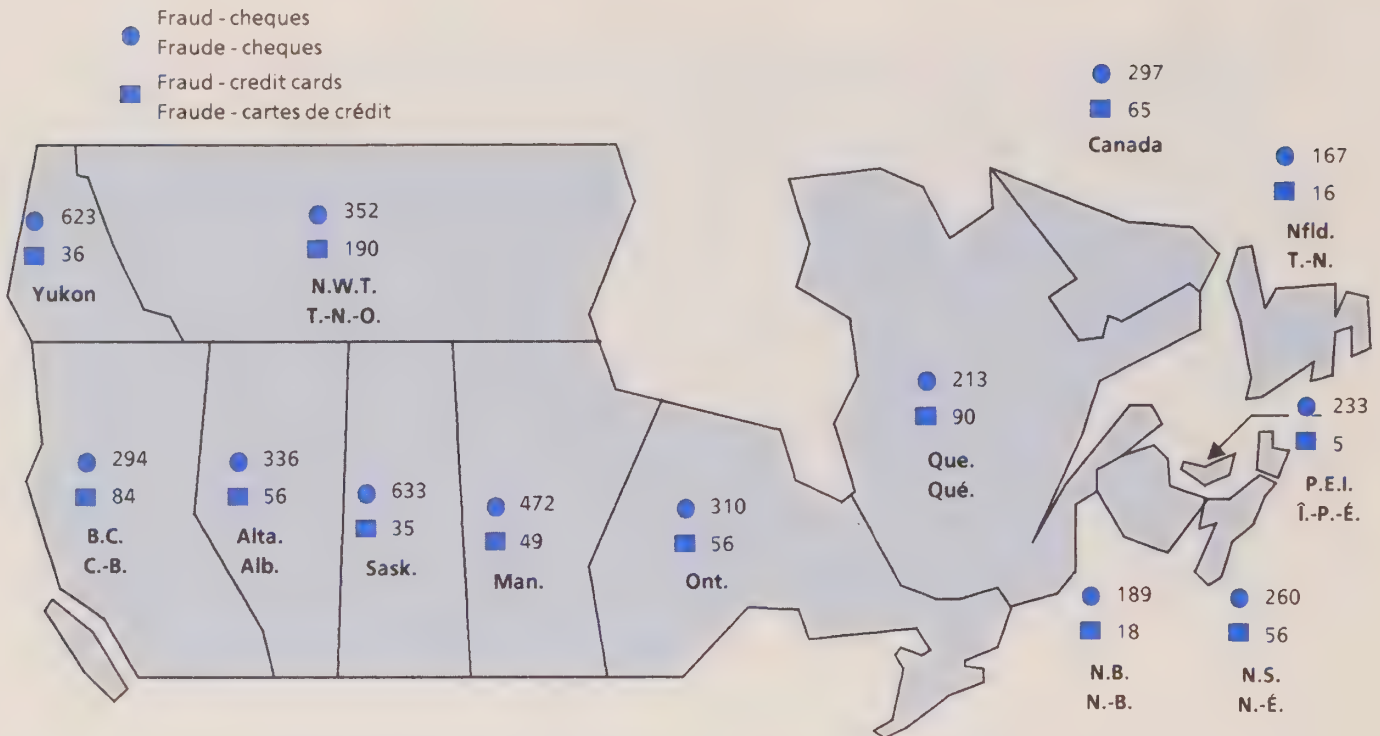 Fraud - cheques
Fraude - cheques
Fraud - credit cards
Fraude - cartes de crédit
297
65
Canada
167
16
Nfld.
T.-N.
623
36
Yukon
352
190
N.W.T.
T.-N.-O.
213
90
Que.
Qué.
233
5
P.E.I.
Î.-P.-É.
294
84
B.C.
C.-B.
336
56
Alta.
Alb.
633
35
Sask.
472
49
Man.
310
56
Ont.
189
18
N.B.
N.-B.
260
56
N.S.
N.-É.